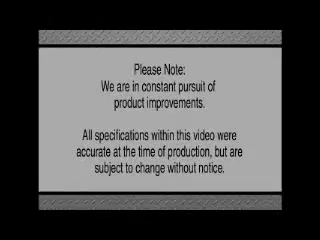 Please Note:
We are in constant pursuit of
product improvements.
All specifications within this video were
accurate at the time of production, but are
subject to change without notice.